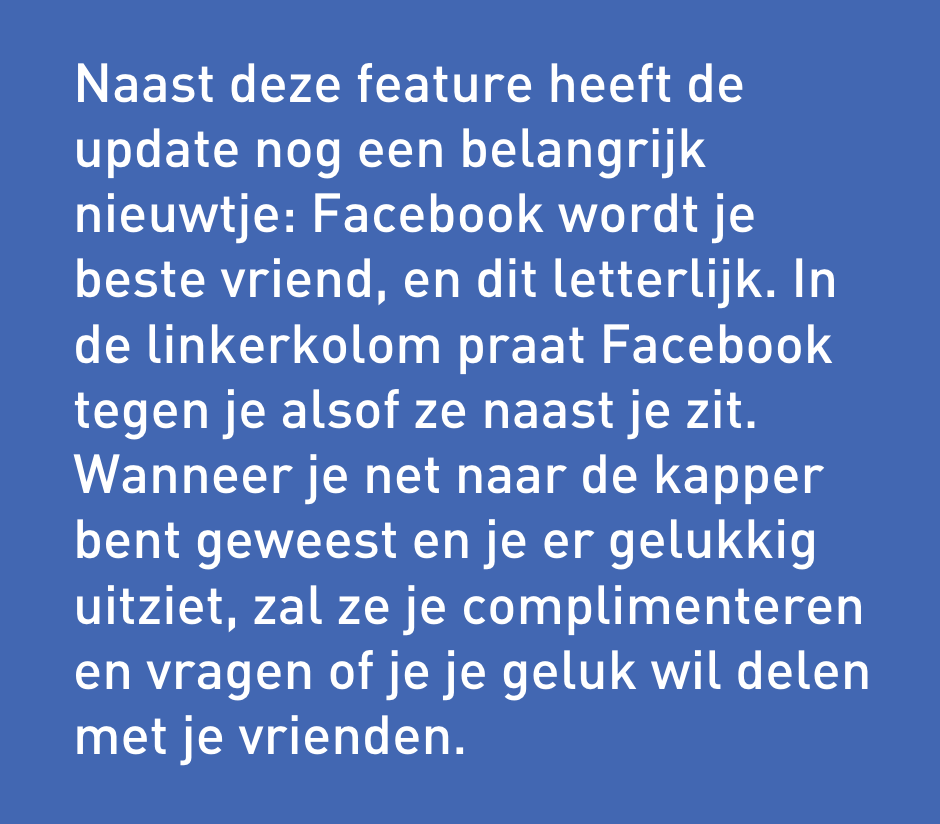 Naast deze feature heeft de
update nog een belangrijk
nieuwtje: Facebook wordt je
beste vriend, en dit letterlijk. In
de linkerkolom praat Facebook
tegen je alsof ze naast je zit.
Wanneer je net naar de kapper
bent geweest en je er gelukkig
uitziet, zal ze je complimenteren
en vragen of je je geluk wil delen
met je vrienden.